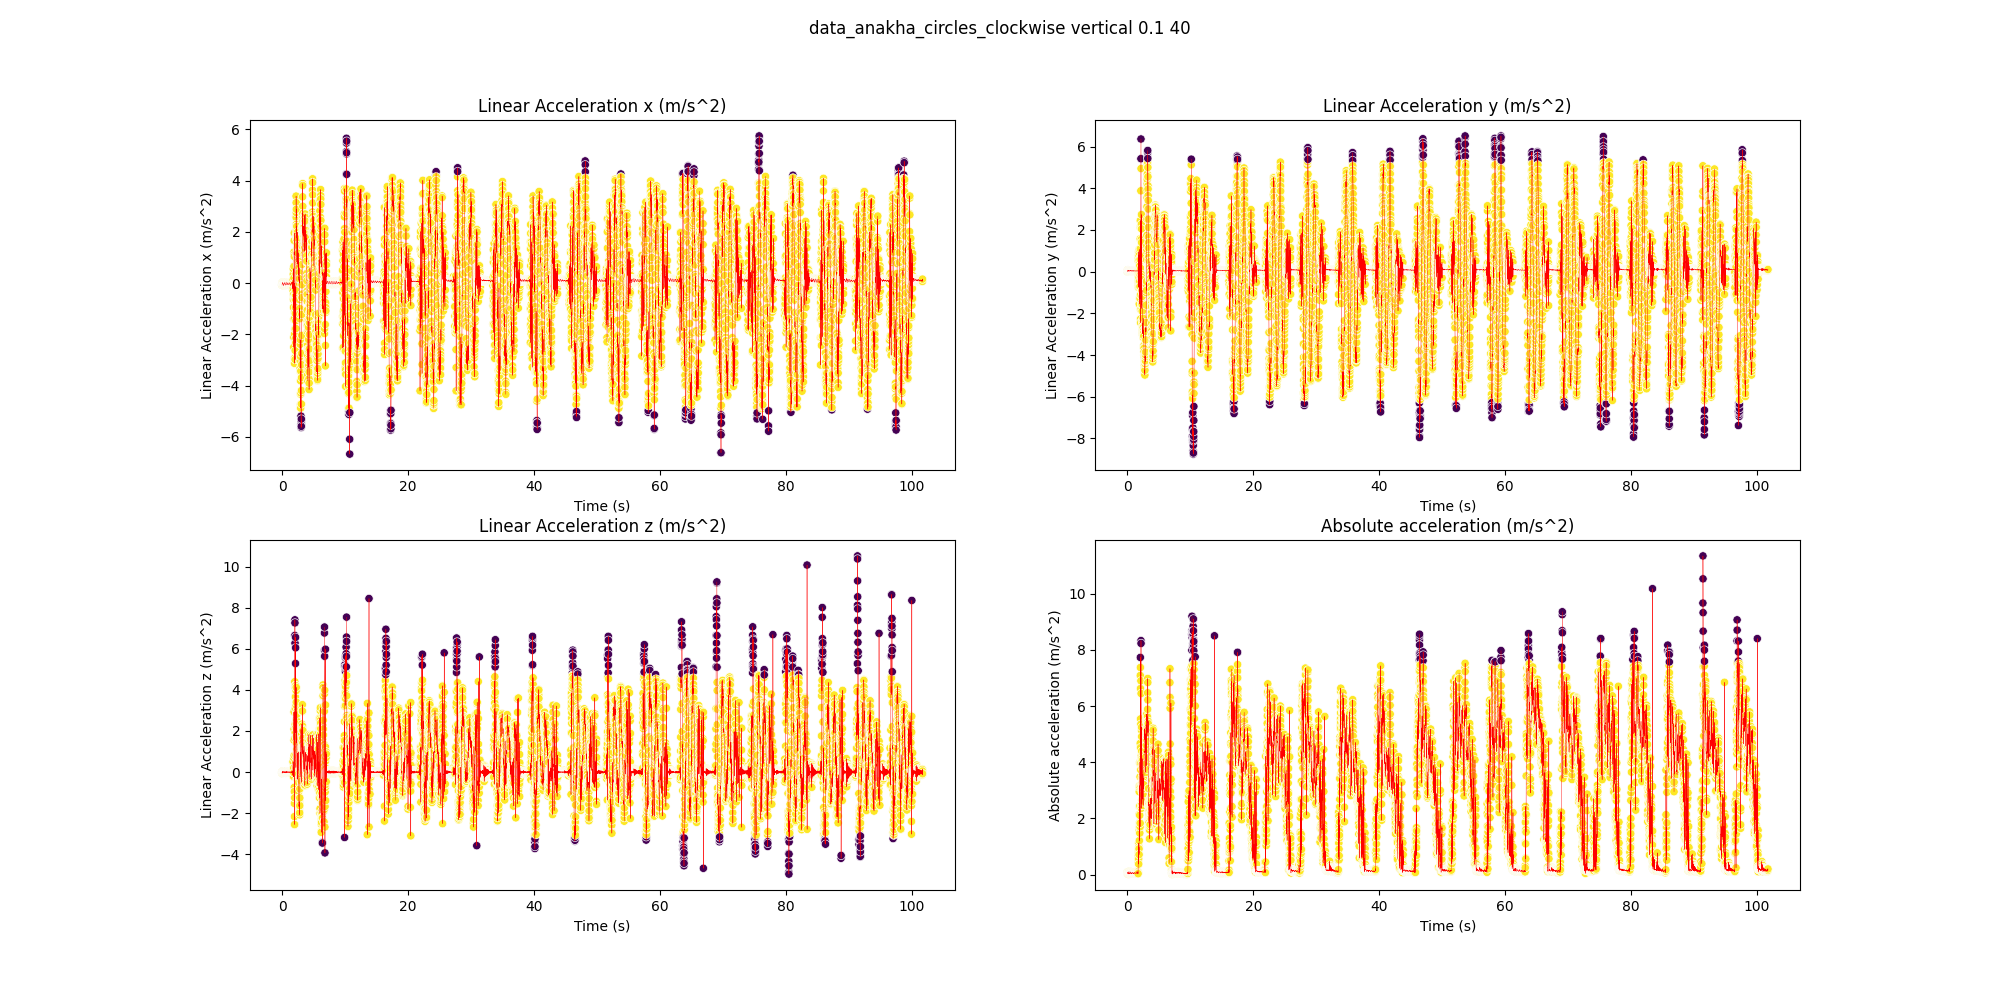 data_anakha_circles_clockwise vertical 0.1 40
Linear Acceleration x (m/s^2)
Linear Acceleration x (m/s^2)
6
4
2
0
−2
−4
−6
0 20 40 60 80 100
Time (s)
Linear Acceleration y (m/s^2)
Linear Acceleration y (m/s^2)
6
4
2
0
−2
−4
−6
−8
0 20 40 60 80 100
Time (s)
Linear Acceleration z (m/s^2)
Linear Acceleration z (m/s^2)
10
8
6
4
2
0
−2
−4
0 20 40 60 80 100
Time (s)
Absolute acceleration (m/s^2)
Absolute acceleration (m/s^2)
10
8
6
4
2
0
0 20 40 60 80 100
Time (s)